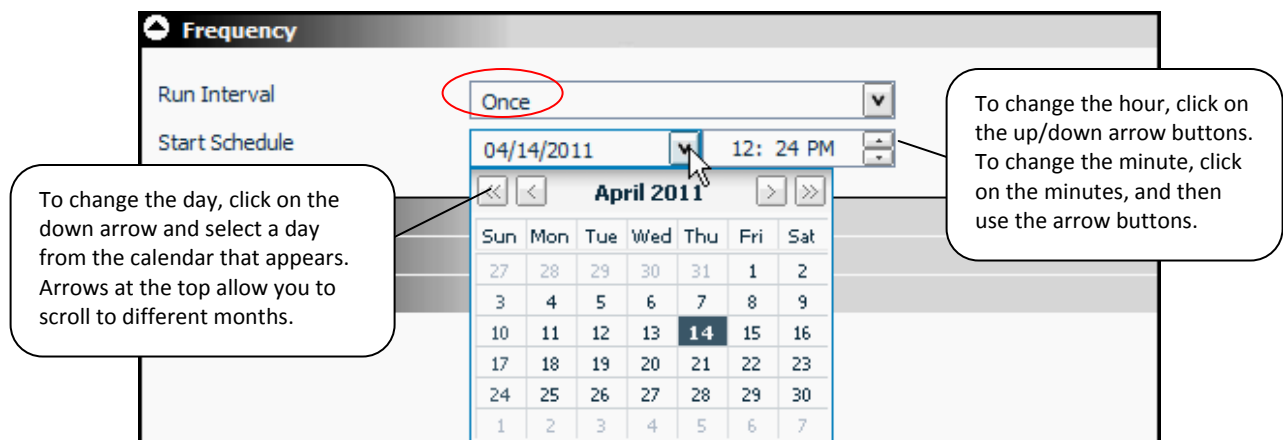 Frequency
Run Interval
Once
Start Schedule
04/14/2011
12: 24 PM
To change the hour, click on
the up/down arrow buttons.
To change the minute, click
on the minutes, and then
use the arrow buttons.
To change the day, click on the
down arrow and select a day
from the calendar that appears.
Arrows at the top allow you to
scroll to different months.
April 2011
Sun Mon Tue Wed Thu Fri Sat
27 28 29 30 31 1 2
3 4 5 6 7 8 9
10 11 12 13 14 15 16
17 18 19 20 21 22 23
24 25 26 27 28 29 30
1 2 3 4 5 6 7